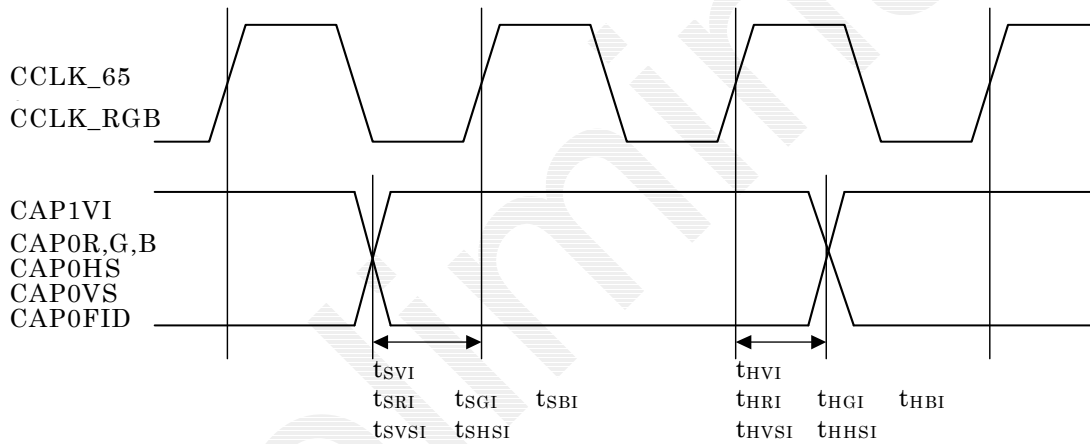 CCLK_65
CCLK_RGB
CAP1VI
CAP0R,G,B
CAP0HS
CAP0VS
CAP0FID
tSVI tHVI
tSRI tSGI tSBI tHRI tHGI tHBI
tSVSI tSHSI tHVSI tHHSI